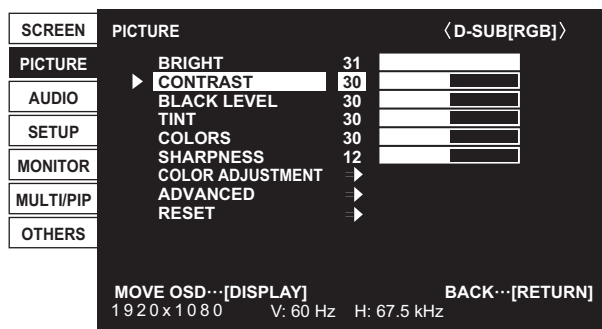 SCREEN
PICTURE
AUDIO
SETUP
MONITOR
MULTI/PIP
OTHERS
PICTURE 〈D-SUB[RGB]〉
BRIGHT 31
CONTRAST 30
BLACK LEVEL 30
TINT 30
COLORS 30
SHARPNESS 12
COLOR ADJUSTMENT
ADVANCED
RESET
MOVE OSD···[DISPLAY] BACK···[RETURN]
1920x1080 V: 60 Hz H: 67.5 kHz